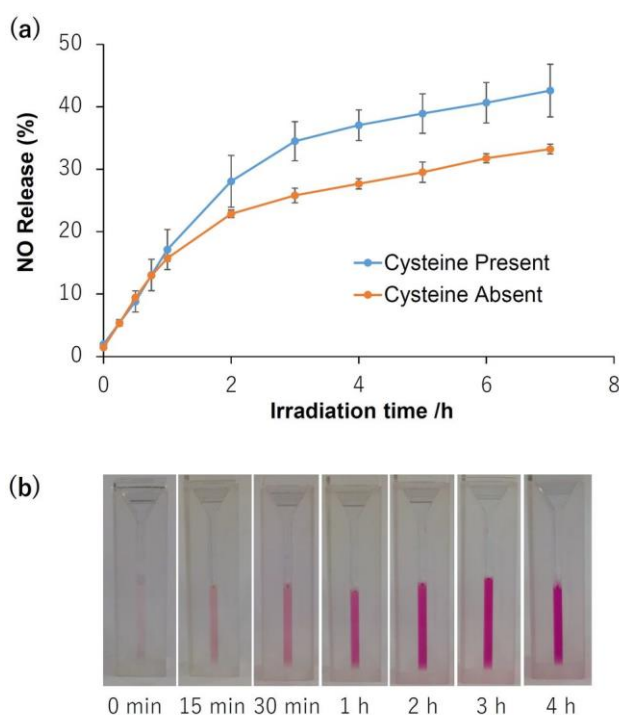 (a)
50
40
30
20
10
0
NO Release (%)
Cysteine Present
Cysteine Absent
0 2 4 6 8
Irradiation time /h
(b)
0 min 15 min 30 min 1 h 2 h 3 h 4 h